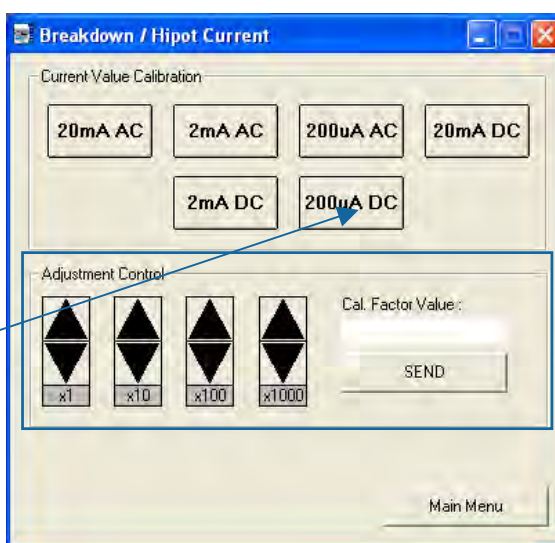 Breakdown / Hipot Current
Current Value Calibration
20mA AC 2mA AC 200uA AC 20mA DC
2mA DC 200uA DC
Adjustment Control
Cal. Factor Value :
SEND
x1 x10 x100 x1000
Main Menu